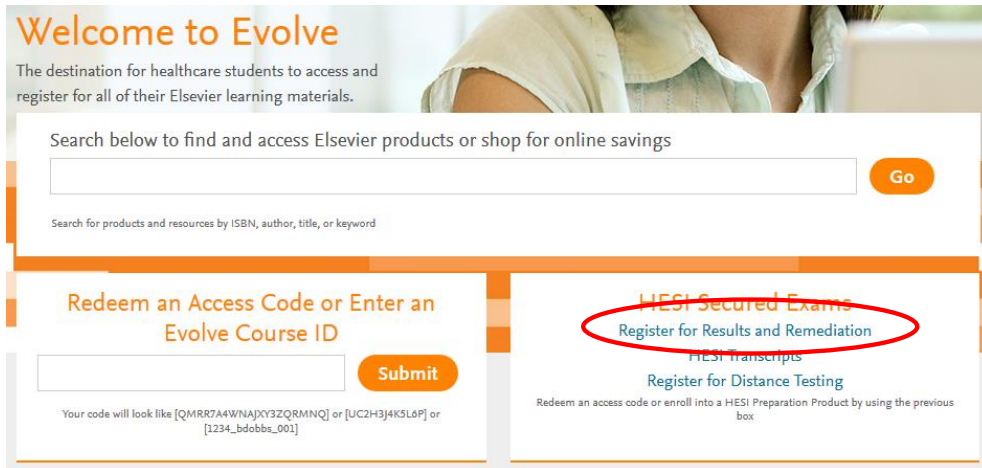 Welcome to Evolve
The destination for healthcare students to access and
register for all of their Elsevier learning materials.
Search below to find and access Elsevier products or shop for online savings
Go
Search for products and resources by ISBN, author, title, or keyword
Redeem an Access Code or Enter an
Evolve Course ID
Submit
Your code will look like [QMRR7A4WNAJXY3ZQRMNQ] or [UC2H3J4K5L6P] or
[1234_bdobbs_001]
HESI Secured Exams
Register for Results and Remediation
HESI Transcripts
Register for Distance Testing
Redeem an access code or enroll into a HESI Preparation Product by using the previous
box